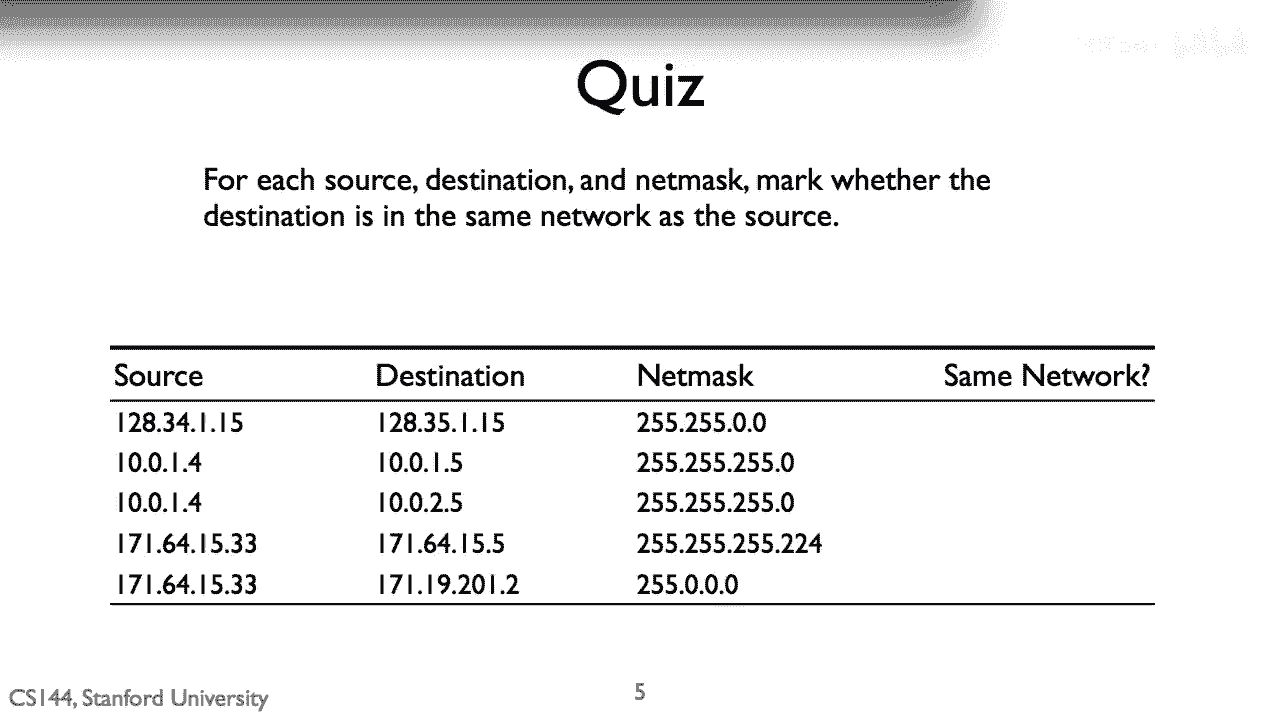 Quiz
For each source, destination, and netmask, mark whether the
destination is in the same network as the source.
Source Destination Netmask Same Network?
128.34.1.15 128.35.1.15 255.255.0.0
10.0.1.4 10.0.1.5 255.255.255.0
10.0.1.4 10.0.2.5 255.255.255.0
171.64.15.33 171.64.15.5 255.255.255.224
171.64.15.33 171.19.201.2 255.0.0.0
CS144, Stanford University 5